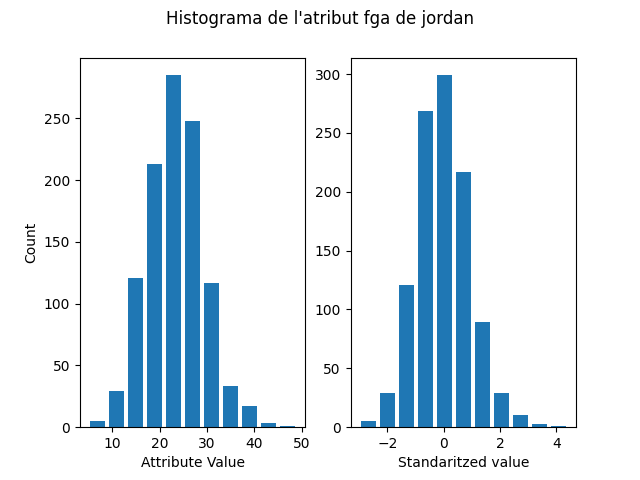 Histograma de l'atribut fga de jordan
250
200
150
100
50
0
Count
10 20 30 40 50
Attribute Value
300
250
200
150
100
50
0
−2 0 2 4
Standaritzed value